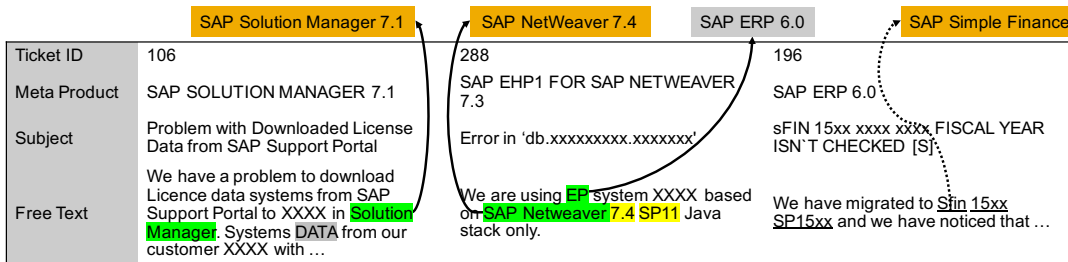 SAP Solution Manager 7.1
SAP NetWeaver 7.4
SAP ERP 6.0
SAP Simple Finance
Ticket ID
106
288
196
Meta Product
SAP SOLUTION MANAGER 7.1
SAP EHP1 FOR SAP NETWEAVER
7.3
SAP ERP 6.0
Subject
Problem with Downloaded License
Data from SAP Support Portal
Error in 'db.xxxxxxxxx.xxxxxxx'
sFIN 15xx xxxx xxxx FISCAL YEAR
ISN`T CHECKED [S]
Free Text
We have a problem to download
Licence data systems from SAP
Support Portal to XXXX in Solution
Manager. Systems DATA from our
customer XXXX with …
We are using EP system XXXX based
on SAP Netweaver 7.4 SP11 Java
stack only.
We have migrated to Sfin 15xx
SP15xx and we have noticed that …